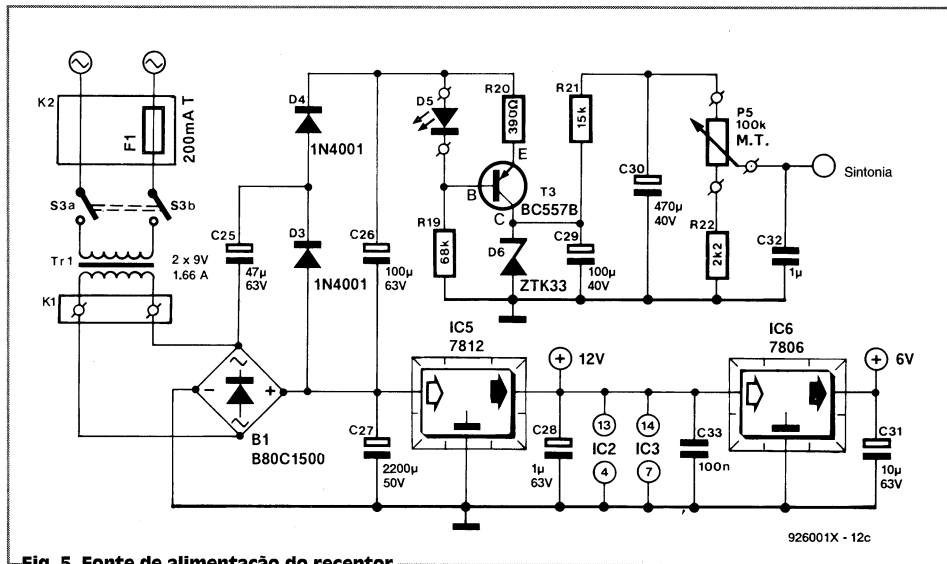 K2
F1
200mA T
S3a
S3b
Tr1
2 x 9V
1.66 A
K1
C25
47µ
63V
D4
1N4001
D3
1N4001
C26
100µ
63V
D5
R19
68k
R20
390Ω
E
B
C
T3
BC557B
D6
ZTK33
R21
15k
C29
100µ
40V
C30
470µ
40V
P5
100k
M.T.
R22
2k2
C32
1µ
Sintonia
B1
B80C1500
C27
2200µ
50V
IC5
7812
C28
1µ
63V
12V
13
IC2
4
14
IC3
7
C33
100n
IC6
7806
6V
C31
10µ
63V
926001X - 12c
Fig. 5. Fonte de alimentação do receptor